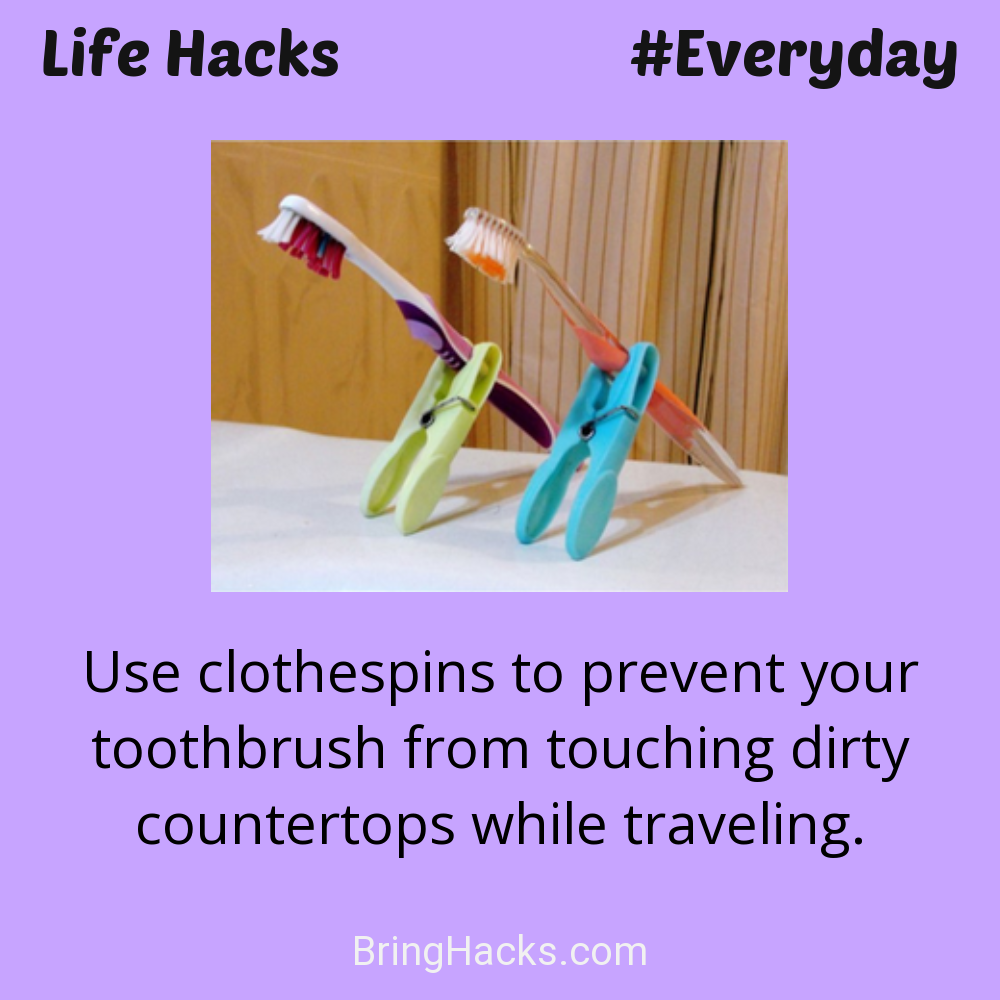 Life Hacks #Everyday
Use clothespins to prevent your
toothbrush from touching dirty
countertops while traveling.
BringHacks.com